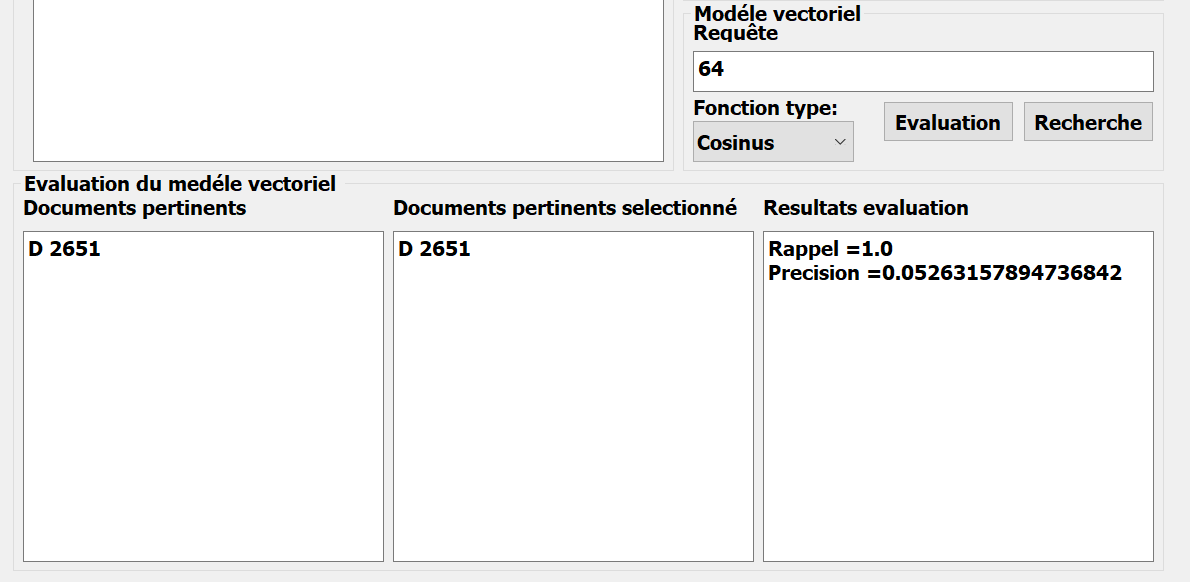 Modéle vectoriel
Requête
64
Fonction type:
Cosinus
Evaluation
Recherche
Evaluation du medéle vectoriel
Documents pertinents
D 2651
Documents pertinents selectionné
D 2651
Resultats evaluation
Rappel =1.0
Precision =0.05263157894736842